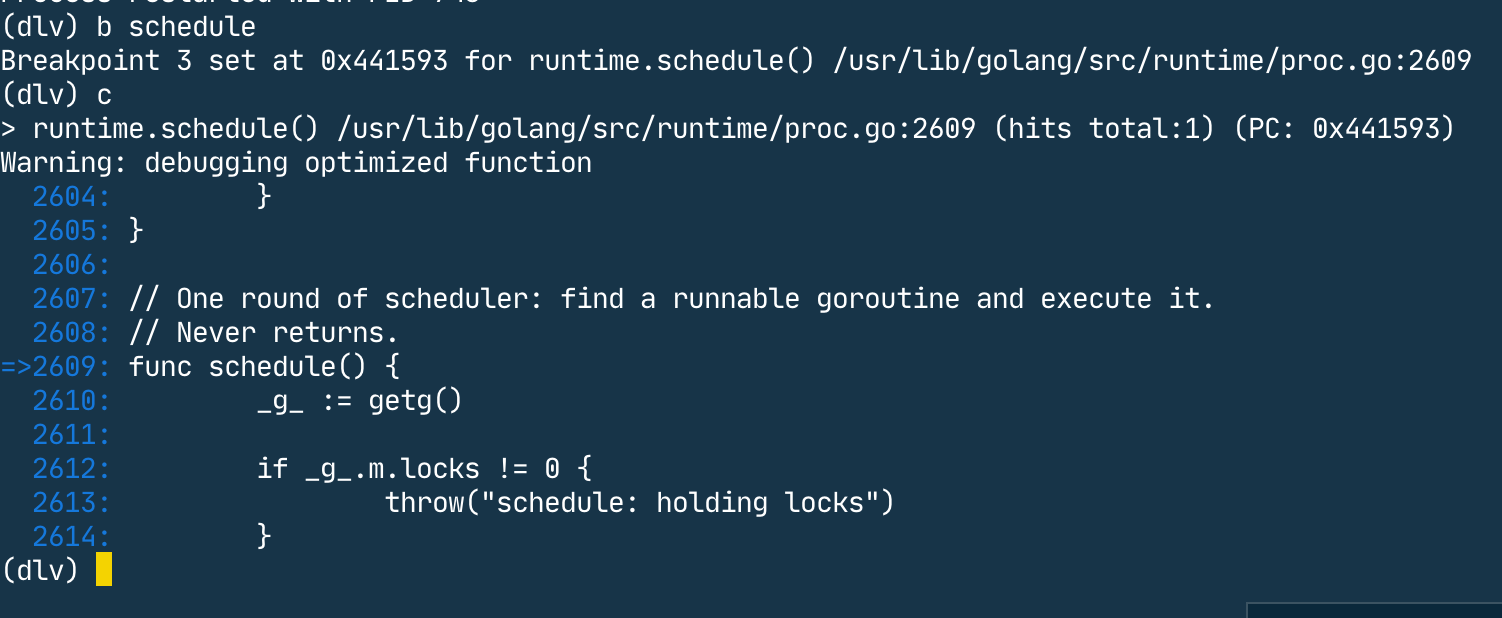 (dlv) b schedule
Breakpoint 3 set at 0x441593 for runtime.schedule() /usr/lib/golang/src/runtime/proc.go:2609
(dlv) c
> runtime.schedule() /usr/lib/golang/src/runtime/proc.go:2609 (hits total:1) (PC: 0x441593)
Warning: debugging optimized function
  2604:         }
  2605: }
  2606:
  2607: // One round of scheduler: find a runnable goroutine and execute it.
  2608: // Never returns.
=>2609: func schedule() {
  2610:         _g_ := getg()
  2611:
  2612:         if _g_.m.locks != 0 {
  2613:                 throw("schedule: holding locks")
  2614:         }
(dlv)